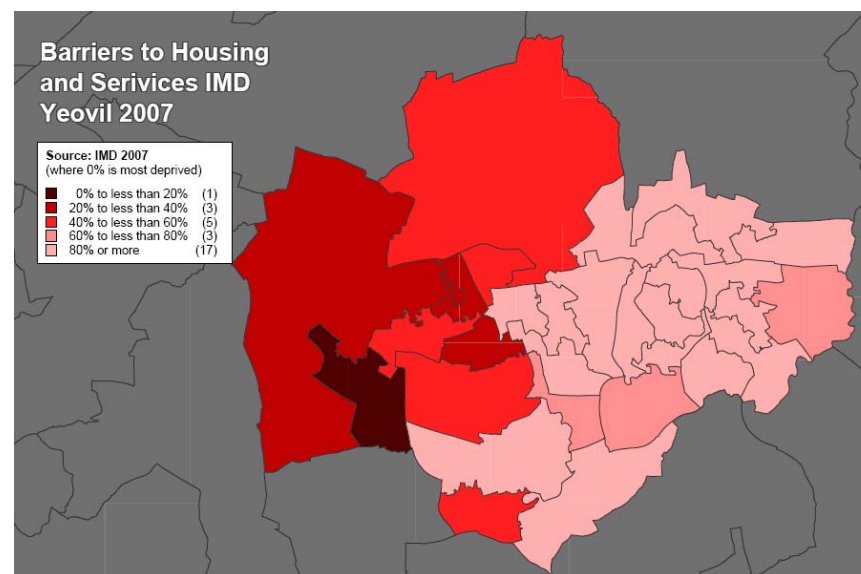 Barriers to Housing
and Serivices IMD
Yeovil 2007
Source: IMD 2007
(where 0% is most deprived)
0% to less than 20% (1)
20% to less than 40% (3)
40% to less than 60% (5)
60% to less than 80% (3)
80% or more (17)